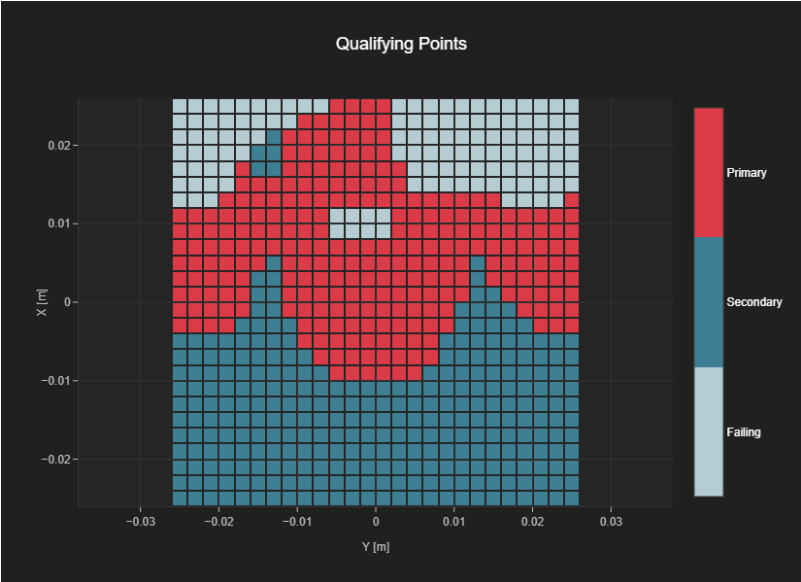 Qualifying Points
0.02
0.01
0
−0.01
−0.02
X [m]
−0.03
−0.02
−0.01
0
0.01
0.02
0.03
Y [m]
Primary
Secondary
Failing